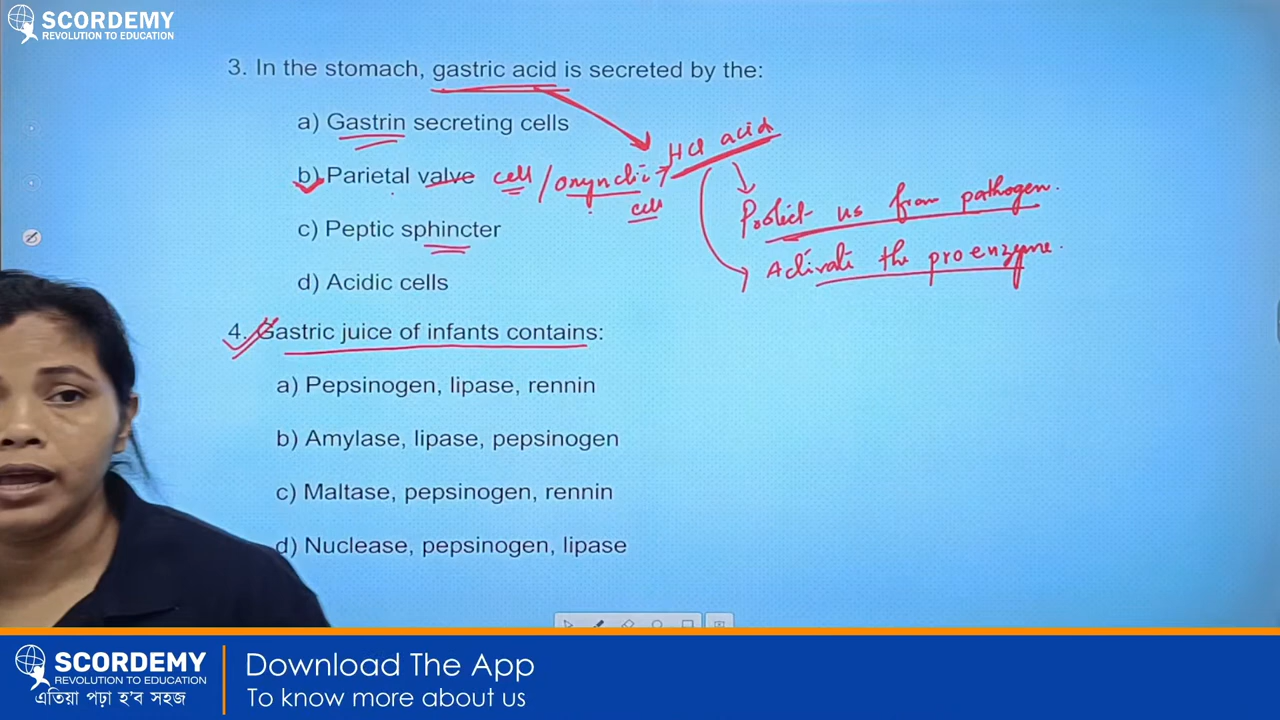 SCORDEMY
REVOLUTION TO EDUCATION
3. In the stomach, gastric acid is secreted by the:
a) Gastrin secreting cells
HCl acid
b) Parietal valve cell / oxynctic cell
Protect us from pathogen.
c) Peptic sphincter
Activate the proenzyme.
d) Acidic cells
4. Gastric juice of infants contains:
a) Pepsinogen, lipase, rennin
b) Amylase, lipase, pepsinogen
c) Maltase, pepsinogen, rennin
d) Nuclease, pepsinogen, lipase
SCORDEMY
REVOLUTION TO EDUCATION
এতিয়া পঢ়া হ'ব সহজ
Download The App
To know more about us